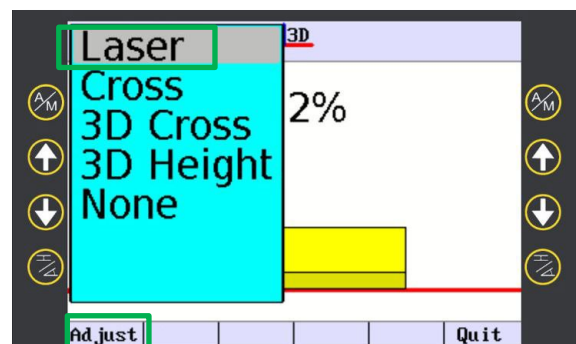 3D
Laser
Cross
3D Cross
3D Height
None
2%
A/M
A/M
Adjust
Quit